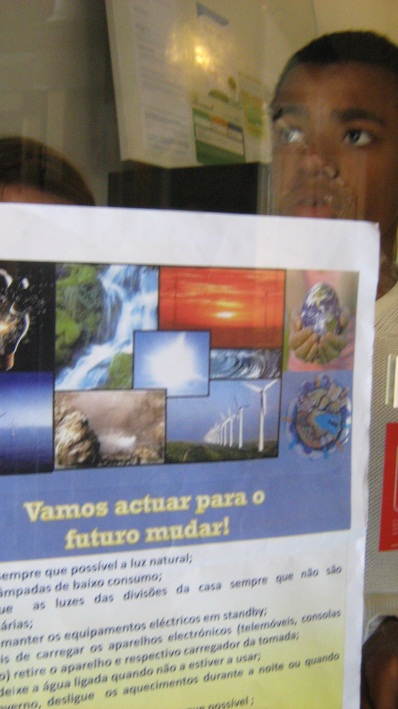 Vamos actuar para o
futuro mudar!
sempre que possível a luz natural;
lâmpadas de baixo consumo;
que as luzes das divisões da casa sempre que não são
árias;
manter os equipamentos eléctricos em standby;
is de carregar os aparelhos electrónicos (telemóveis, consolas
o) retire o aparelho e respectivo carregador da tomada;
deixe a água ligada quando não a estiver a usar;
verno, desligue os aquecimentos durante a noite ou quando
que possível ;